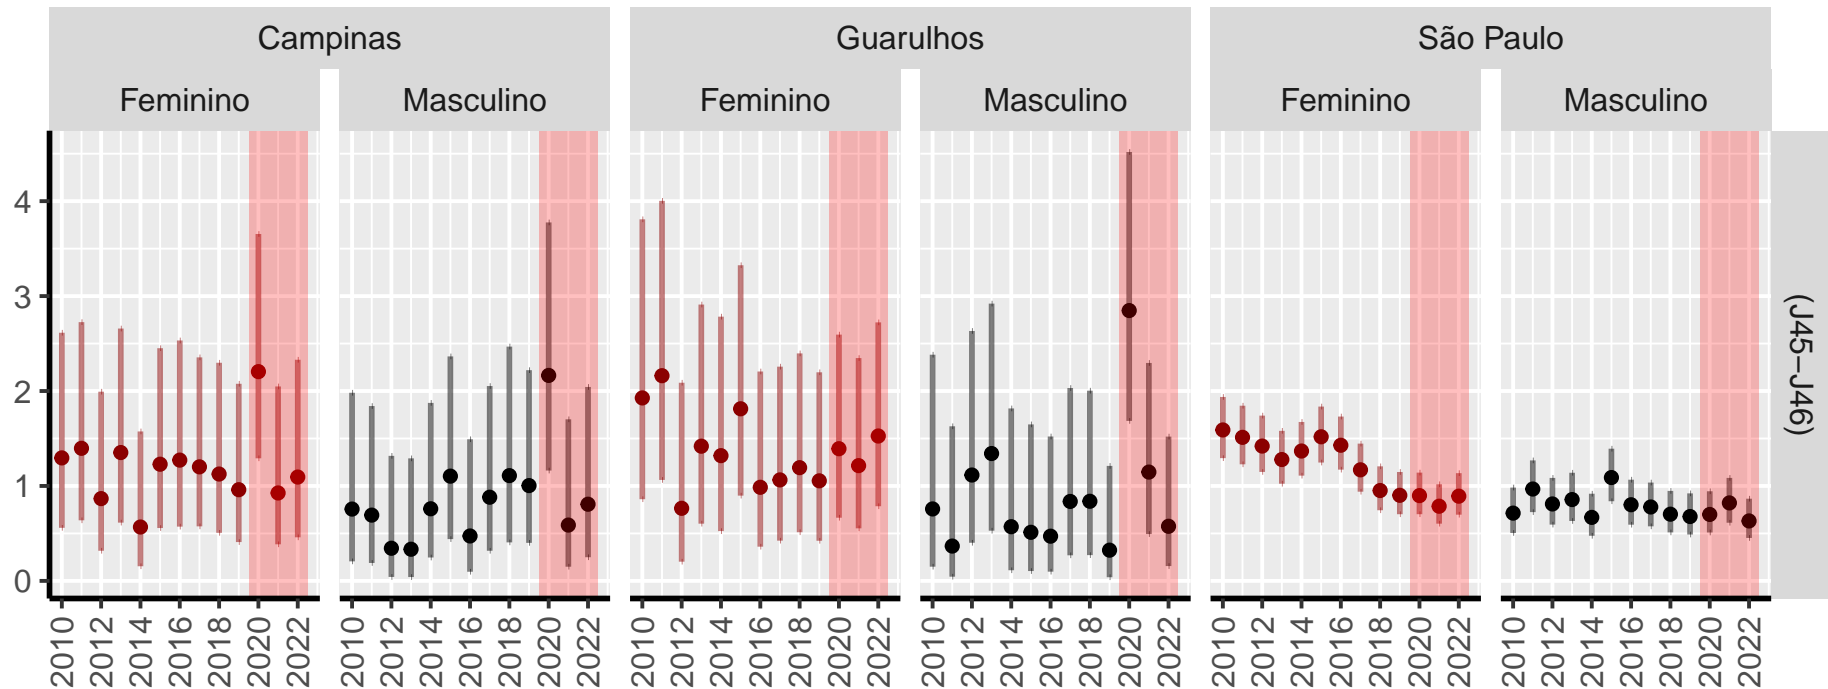 Campinas Guarulhos São Paulo
Feminino Masculino Feminino Masculino Feminino Masculino
4
3
2
1
0
(J45–J46)
2010 2012 2014 2016 2018 2020 2022 2010 2012 2014 2016 2018 2020 2022 2010 2012 2014 2016 2018 2020 2022 2010 2012 2014 2016 2018 2020 2022 2010 2012 2014 2016 2018 2020 2022 2010 2012 2014 2016 2018 2020 2022